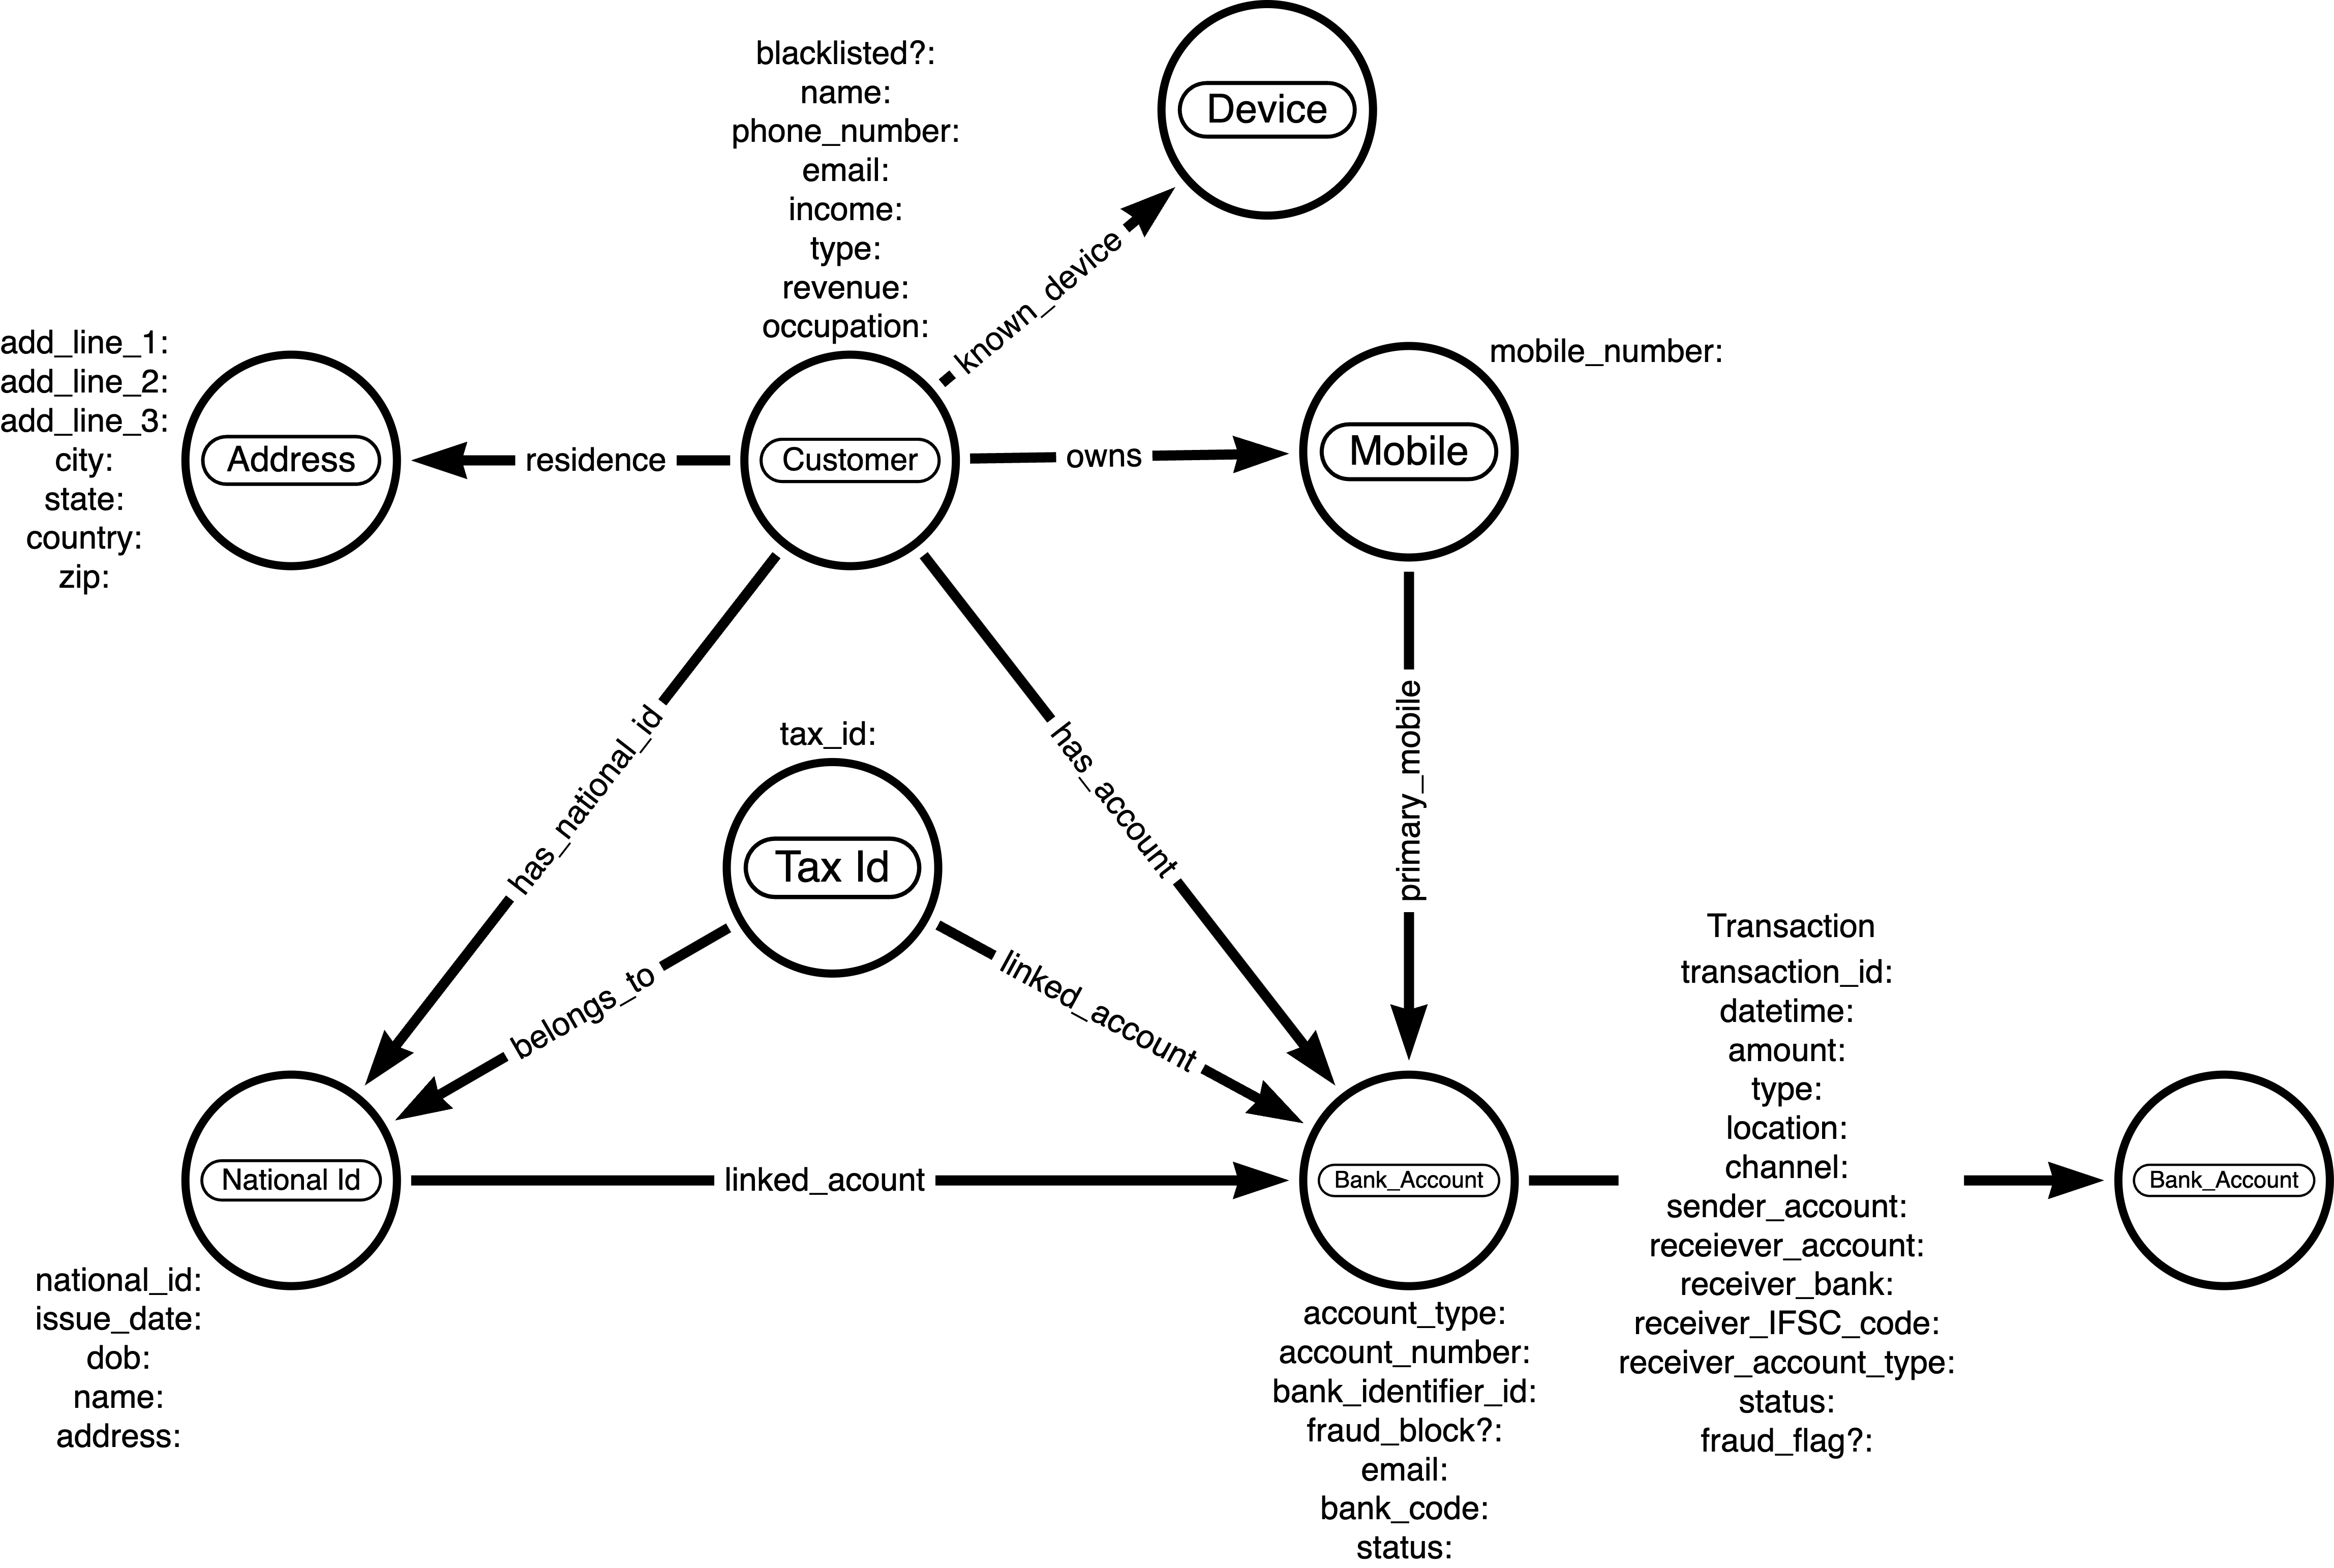 Device
blacklisted?:
name:
phone_number:
email:
income:
type:
revenue:
occupation:
known_device
add_line_1:
add_line_2:
add_line_3:
city:
state:
country:
zip:
Address
residence
Customer
owns
Mobile
mobile_number:
has_national_id
has_account
primary_mobile
tax_id:
Tax Id
belongs_to
linked_account
National Id
linked_acount
Bank_Account
Transaction
transaction_id:
datetime:
amount:
type:
location:
channel:
sender_account:
receiever_account:
receiver_bank:
receiver_IFSC_code:
receiver_account_type:
status:
fraud_flag?:
Bank_Account
national_id:
issue_date:
dob:
name:
address:
account_type:
account_number:
bank_identifier_id:
fraud_block?:
email:
bank_code:
status: